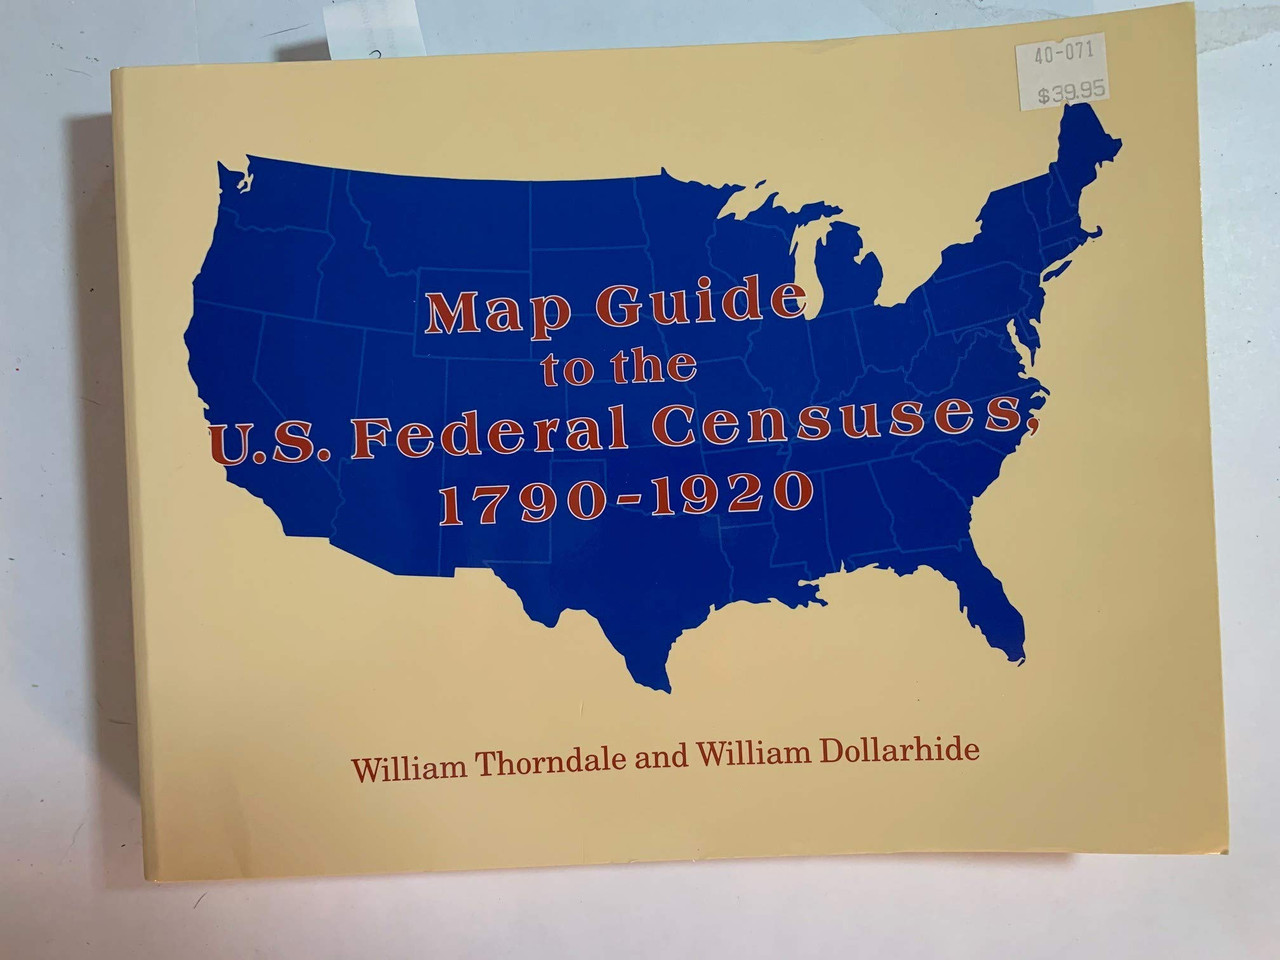 40-071
$39.95
Map Guide
to the
U.S. Federal Censuses,
1790-1920
William Thorndale and William Dollarhide